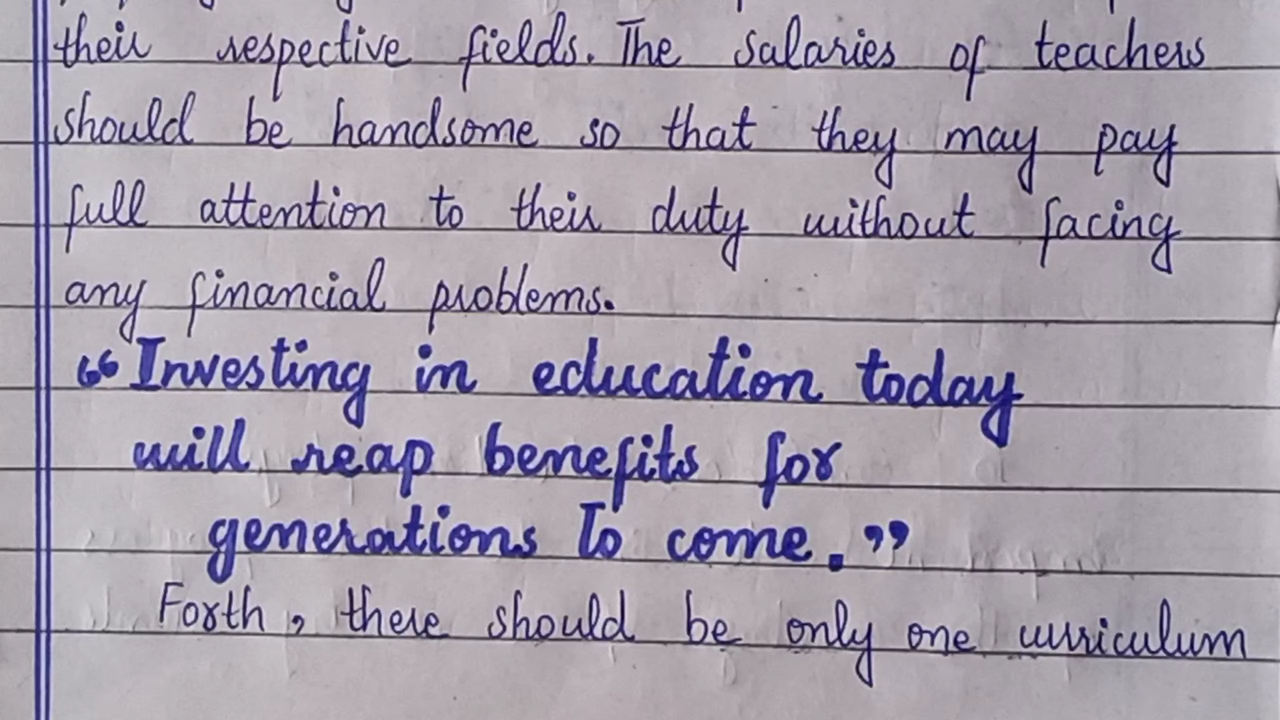 their respective fields. The salaries of teachers
should be handsome so that they may pay
full attention to their duty without facing
any financial problems.
“Investing in education today
will reap benefits for
generations To come.”
Forth, there should be only one curriculum